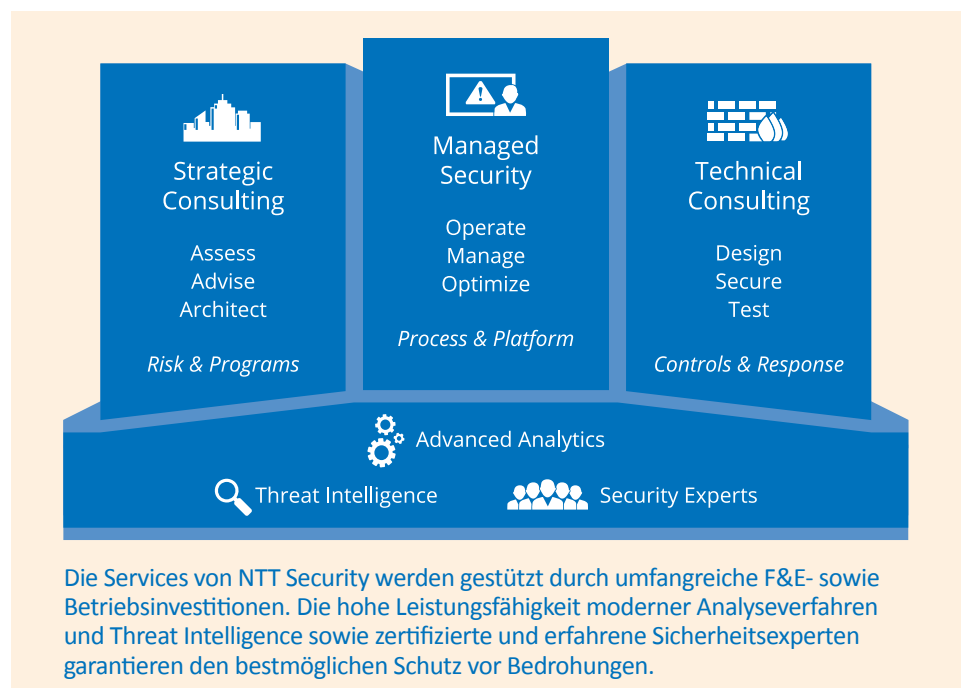 Strategic
Consulting
Assess
Advise
Architect
Risk & Programs
Managed
Security
Operate
Manage
Optimize
Process & Platform
Technical
Consulting
Design
Secure
Test
Controls & Response
Advanced Analytics
Threat Intelligence
Security Experts
Die Services von NTT Security werden gestützt durch umfangreiche F&E- sowie
Betriebsinvestitionen. Die hohe Leistungsfähigkeit moderner Analyseverfahren
und Threat Intelligence sowie zertifizierte und erfahrene Sicherheitsexperten
garantieren den bestmöglichen Schutz vor Bedrohungen.